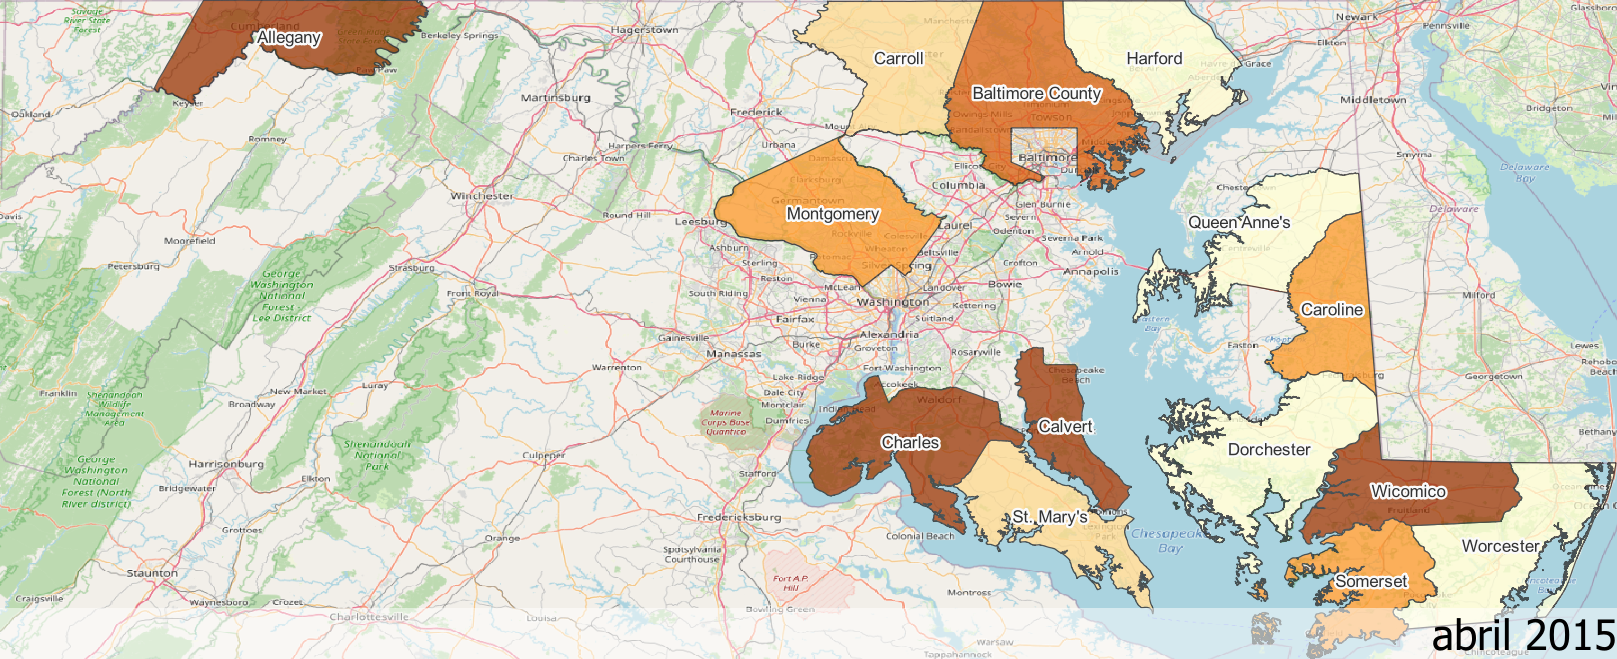 Savage
River State
Forest
Cumberland
Allegany
Berkeley Springs
Hagerstown
Carroll
Manchester
Baltimore County
Towson
Harford
Newark
Elkton
Pennsville
Oakland
Keyser
Martinsburg
Frederick
Middletown
Bridgeton
Romney
Harpers Ferry
Charles Town
Urbana
Baltimore
Columbia
Smyrna
Delaware
Bay
Winchester
Round Hill
Leesburg
Montgomery
Germantown
Clarksburg
Damascus
Rockville
Wheaton
Silver Spring
Laurel
Glen Burnie
Severn
Odenton
Severna Park
Arnold
Annapolis
Queen Anne's
Centreville
Delaware
Davis
Moorefield
Petersburg
Strasburg
Front Royal
Ashburn
Sterling
Reston
South Riding
McLean
Vienna
Fairfax
Burke
Washington
Beltsville
Crofton
Bowie
Landover
Kettering
Suitland
Alexandria
Groveton
Rosaryville
Caroline
Milford
George
Washington
National
Forest
Lee District
Gainesville
Manassas
Warrenton
Lake Ridge
Dale City
Montclair
Dumfries
Fort Washington
Accokeek
Waldorf
Chesapeake
Beach
Eastern
Bay
Easton
Lewes
Georgetown
Franklin
Shenandoah
Wildlife
Management
Area
New Market
Broadway
Luray
Marine
Corps Base
Quantico
Indian Head
Charles
Calvert
Dorchester
Bethany
Shenandoah
National
Park
Harrisonburg
Culpeper
Elkton
Bridgewater
Stafford
Wicomico
Fruitland
George
Washington
National
Forest (North
River district)
Grottoes
Orange
Fredericksburg
Spotsylvania
Courthouse
Colonial Beach
St. Mary's
Lexington
Park
Chesapeake
Bay
Worcester
Somerset
Staunton
Craigsville
Waynesboro
Crozet
Charlottesville
Louisa
Fort A.P.
Hill
Bowling Green
Montross
Warsaw
Tappahannock
Chincoteague
abril 2015